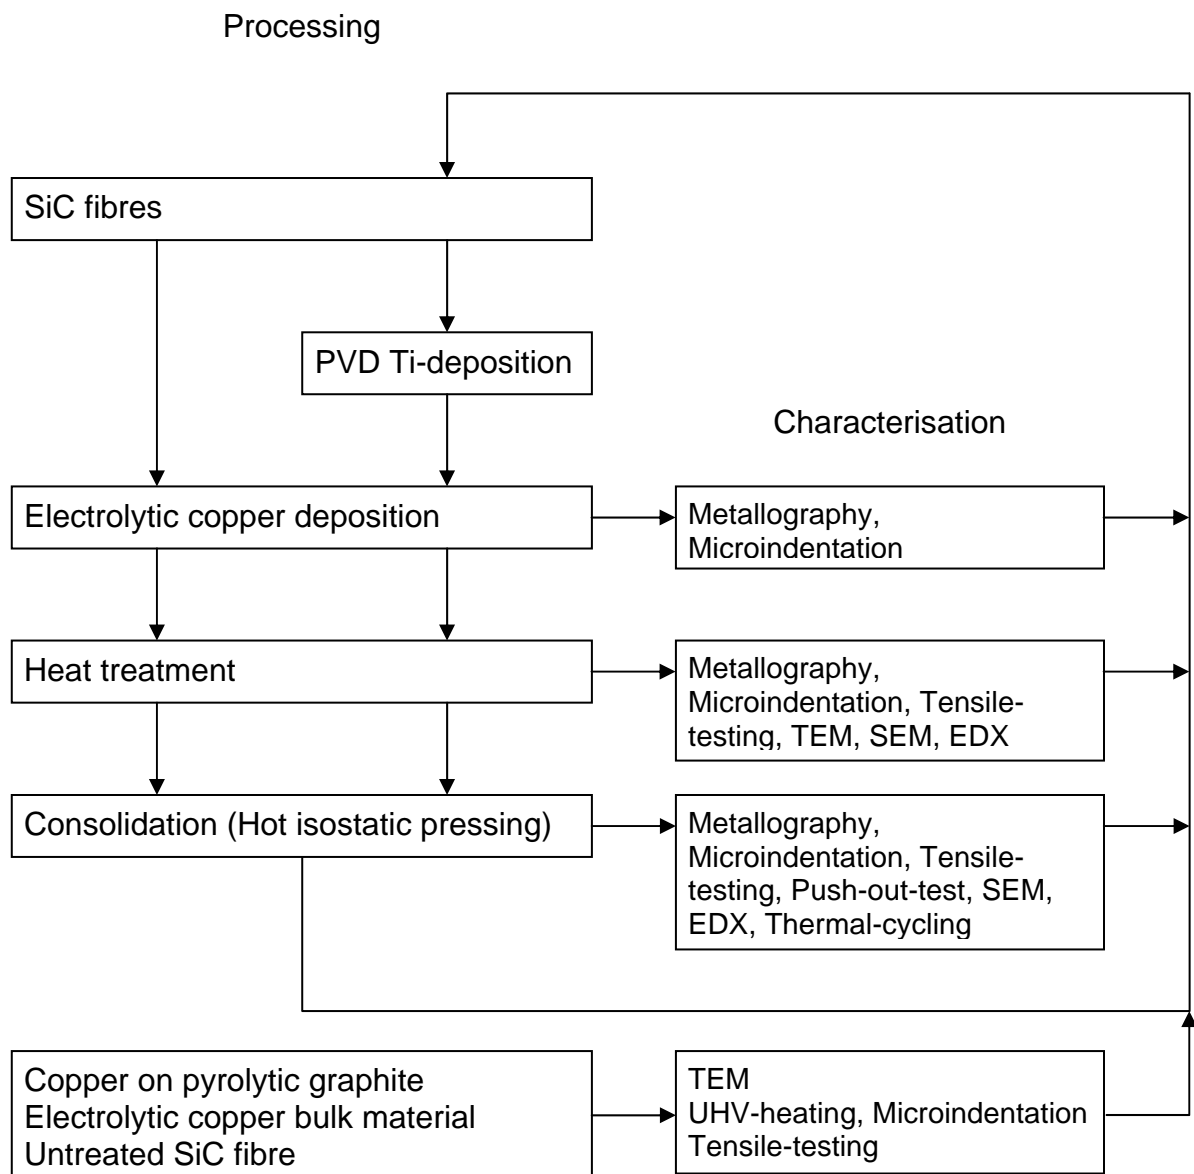 Processing
SiC fibres
PVD Ti-deposition
Characterisation
Electrolytic copper deposition
Metallography,
Microindentation
Heat treatment
Metallography,
Microindentation, Tensile-
testing, TEM, SEM, EDX
Consolidation (Hot isostatic pressing)
Metallography,
Microindentation, Tensile-
testing, Push-out-test, SEM,
EDX, Thermal-cycling
Copper on pyrolytic graphite
Electrolytic copper bulk material
Untreated SiC fibre
TEM
UHV-heating, Microindentation
Tensile-testing